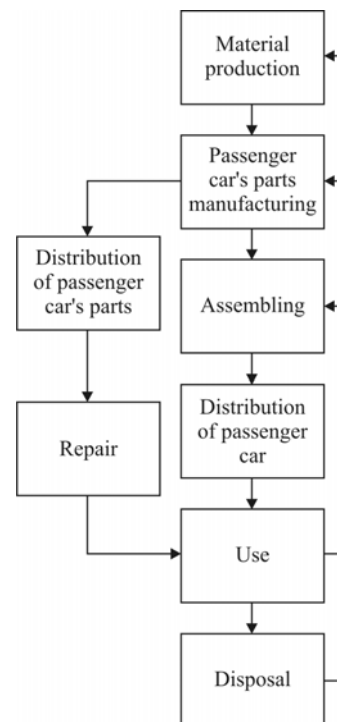 Material
production
Passenger
car's parts
manufacturing
Distribution
of passenger
car's parts
Assembling
Repair
Distribution
of passenger
car
Use
Disposal